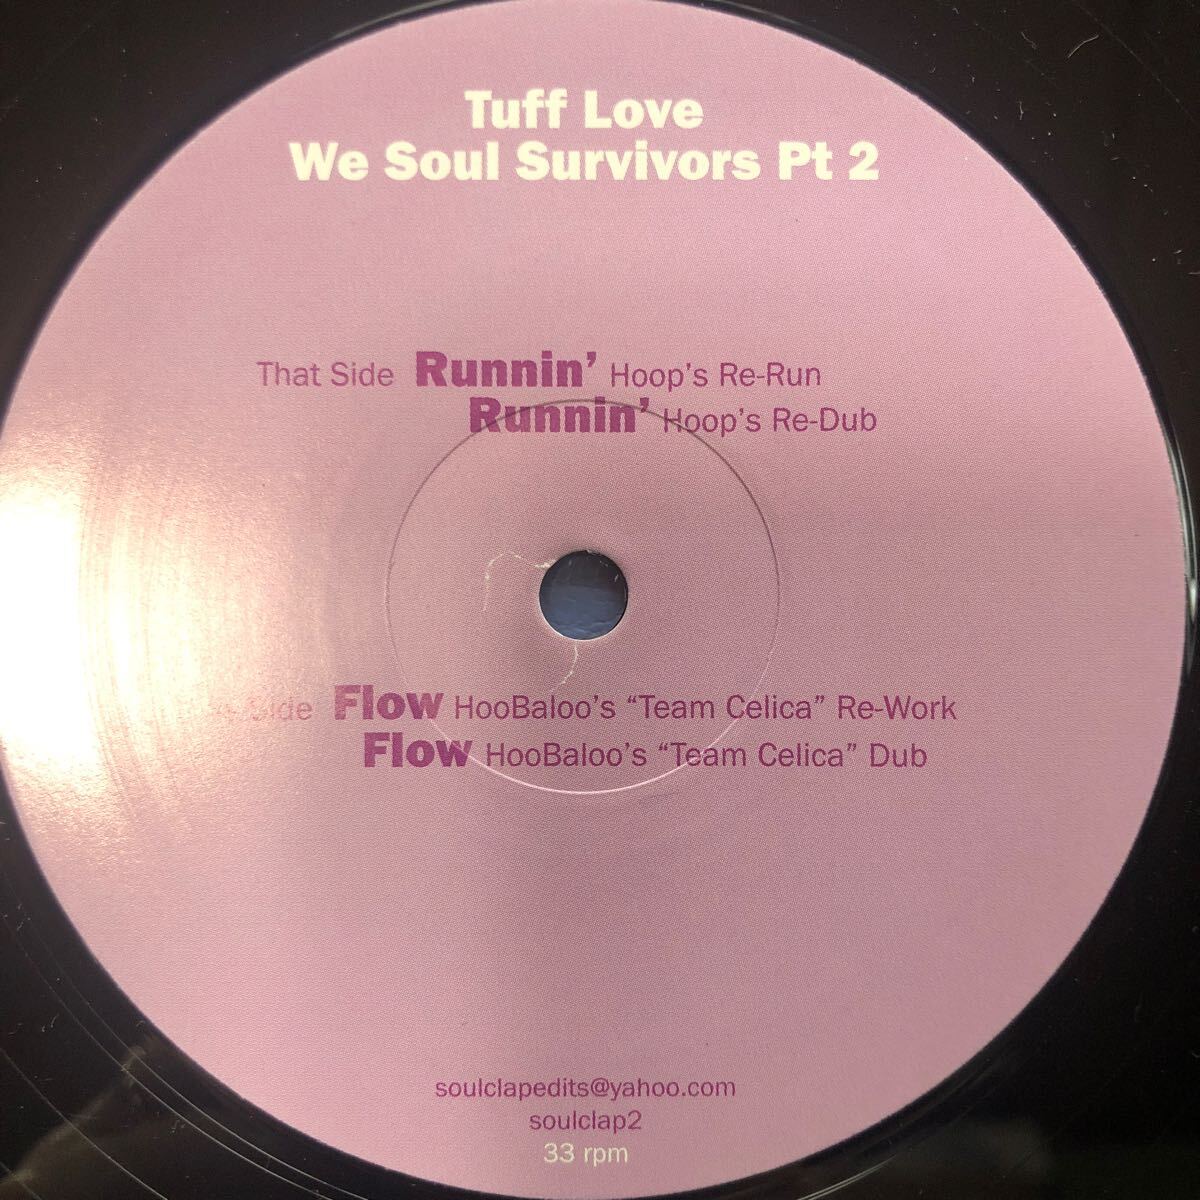 Tuff Love
We Soul Survivors Pt 2
That Side Runnin’ Hoop’s Re-Run
Runnin’ Hoop’s Re-Dub
Side Flow HooBaloo’s “Team Celica” Re-Work
Flow HooBaloo’s “Team Celica” Dub
soulclapedits@yahoo.com
soulclap2
33 rpm